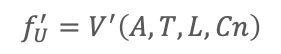 f'_U = V'(A, T, L, Cn)